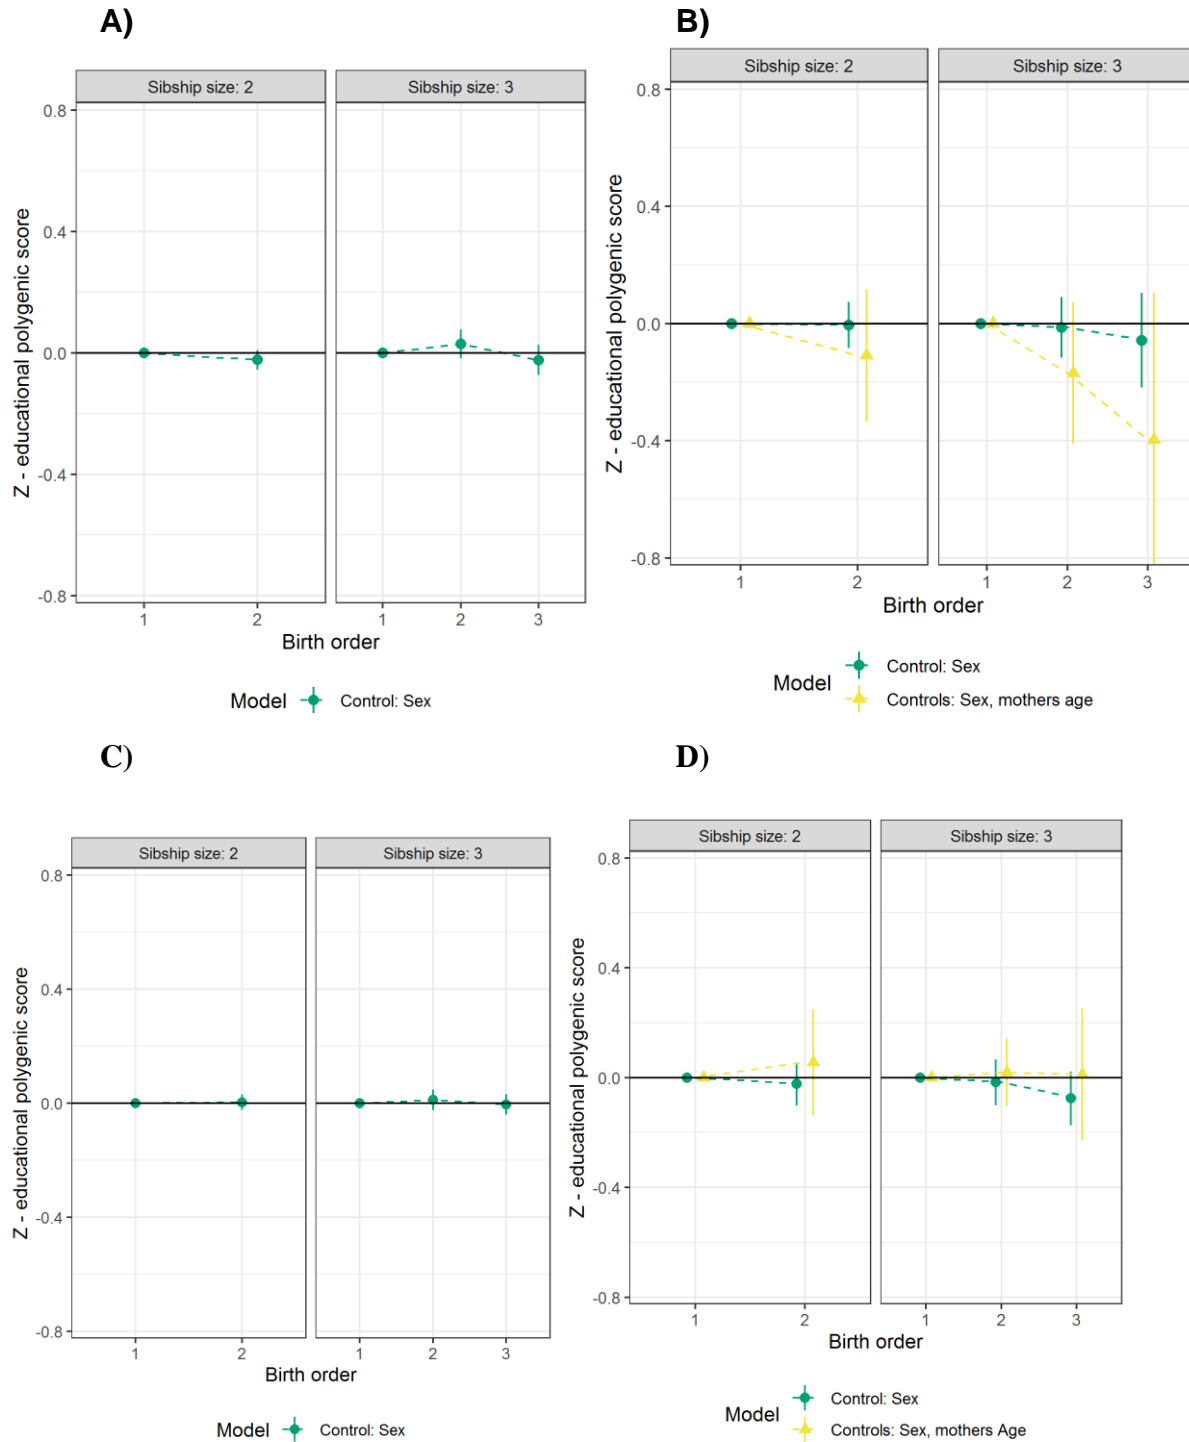 A)
Sibship size: 2
Sibship size: 3
Z - educational polygenic score
0.8
0.4
0.0
-0.4
-0.8
1
2
1
2
3
Birth order
Model
Control: Sex
B)
Sibship size: 2
Sibship size: 3
Z - educational polygenic score
0.8
0.4
0.0
-0.4
-0.8
1
2
1
2
3
Birth order
Model
Control: Sex
Controls: Sex, mothers age
C)
Sibship size: 2
Sibship size: 3
Z - educational polygenic score
0.8
0.4
0.0
-0.4
-0.8
1
2
1
2
3
Birth order
Model
Control: Sex
D)
Sibship size: 2
Sibship size: 3
Z - educational polygenic score
0.8
0.4
0.0
-0.4
-0.8
1
2
1
2
3
Birth order
Model
Control: Sex
Controls: Sex, mothers Age